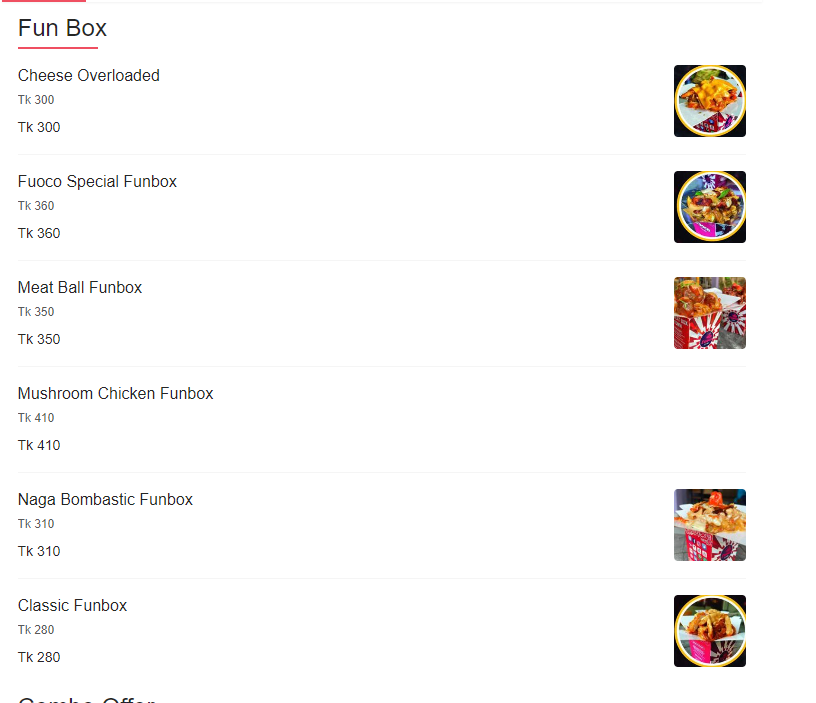 Fun Box
Cheese Overloaded
Tk 300
Tk 300
Fuoco Special Funbox
Tk 360
Tk 360
Meat Ball Funbox
Tk 350
Tk 350
Mushroom Chicken Funbox
Tk 410
Tk 410
Naga Bombastic Funbox
Tk 310
Tk 310
Classic Funbox
Tk 280
Tk 280
Combo Offer